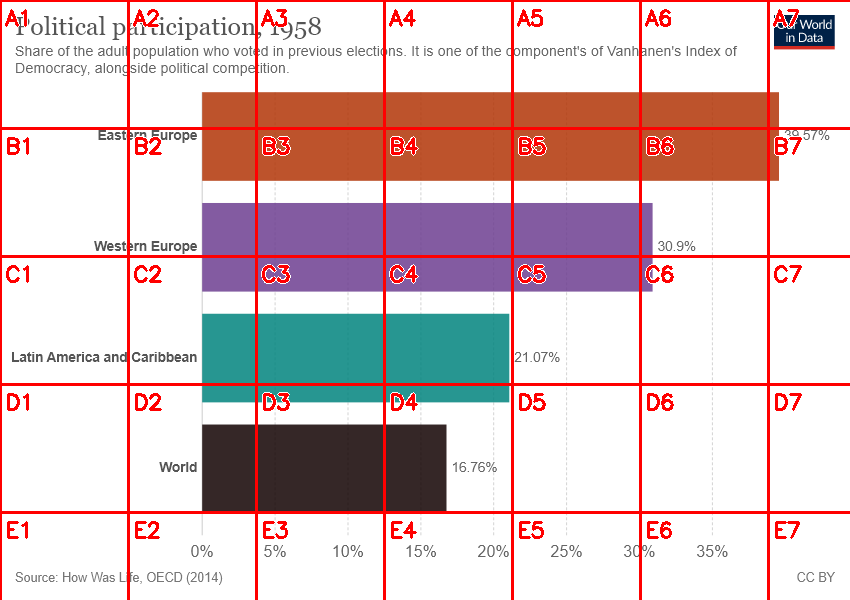 Political participation, 1958
Our World
in Data
Share of the adult population who voted in previous elections. It is one of the component's of Vanhanen's Index of
Democracy, alongside political competition.
Eastern Europe 39.57%
Western Europe 30.9%
Latin America and Caribbean 21.07%
World 16.76%
0% 5% 10% 15% 20% 25% 30% 35%
Source: How Was Life, OECD (2014) CC BY
A1 A2 A3 A4 A5 A6 A7
B1 B2 B3 B4 B5 B6 B7
C1 C2 C3 C4 C5 C6 C7
D1 D2 D3 D4 D5 D6 D7
E1 E2 E3 E4 E5 E6 E7